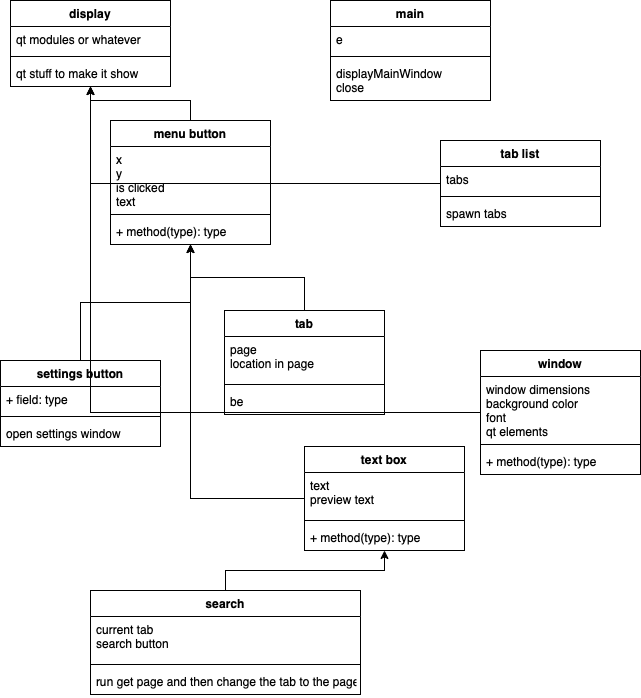 display
qt modules or whatever
qt stuff to make it show
main
e
displayMainWindow
close
menu button
x
y
is clicked
text
+ method(type): type
tab list
tabs
spawn tabs
tab
page
location in page
be
settings button
+ field: type
open settings window
window
window dimensions
background color
font
qt elements
+ method(type): type
text box
text
preview text
+ method(type): type
search
current tab
search button
run get page and then change the tab to the page